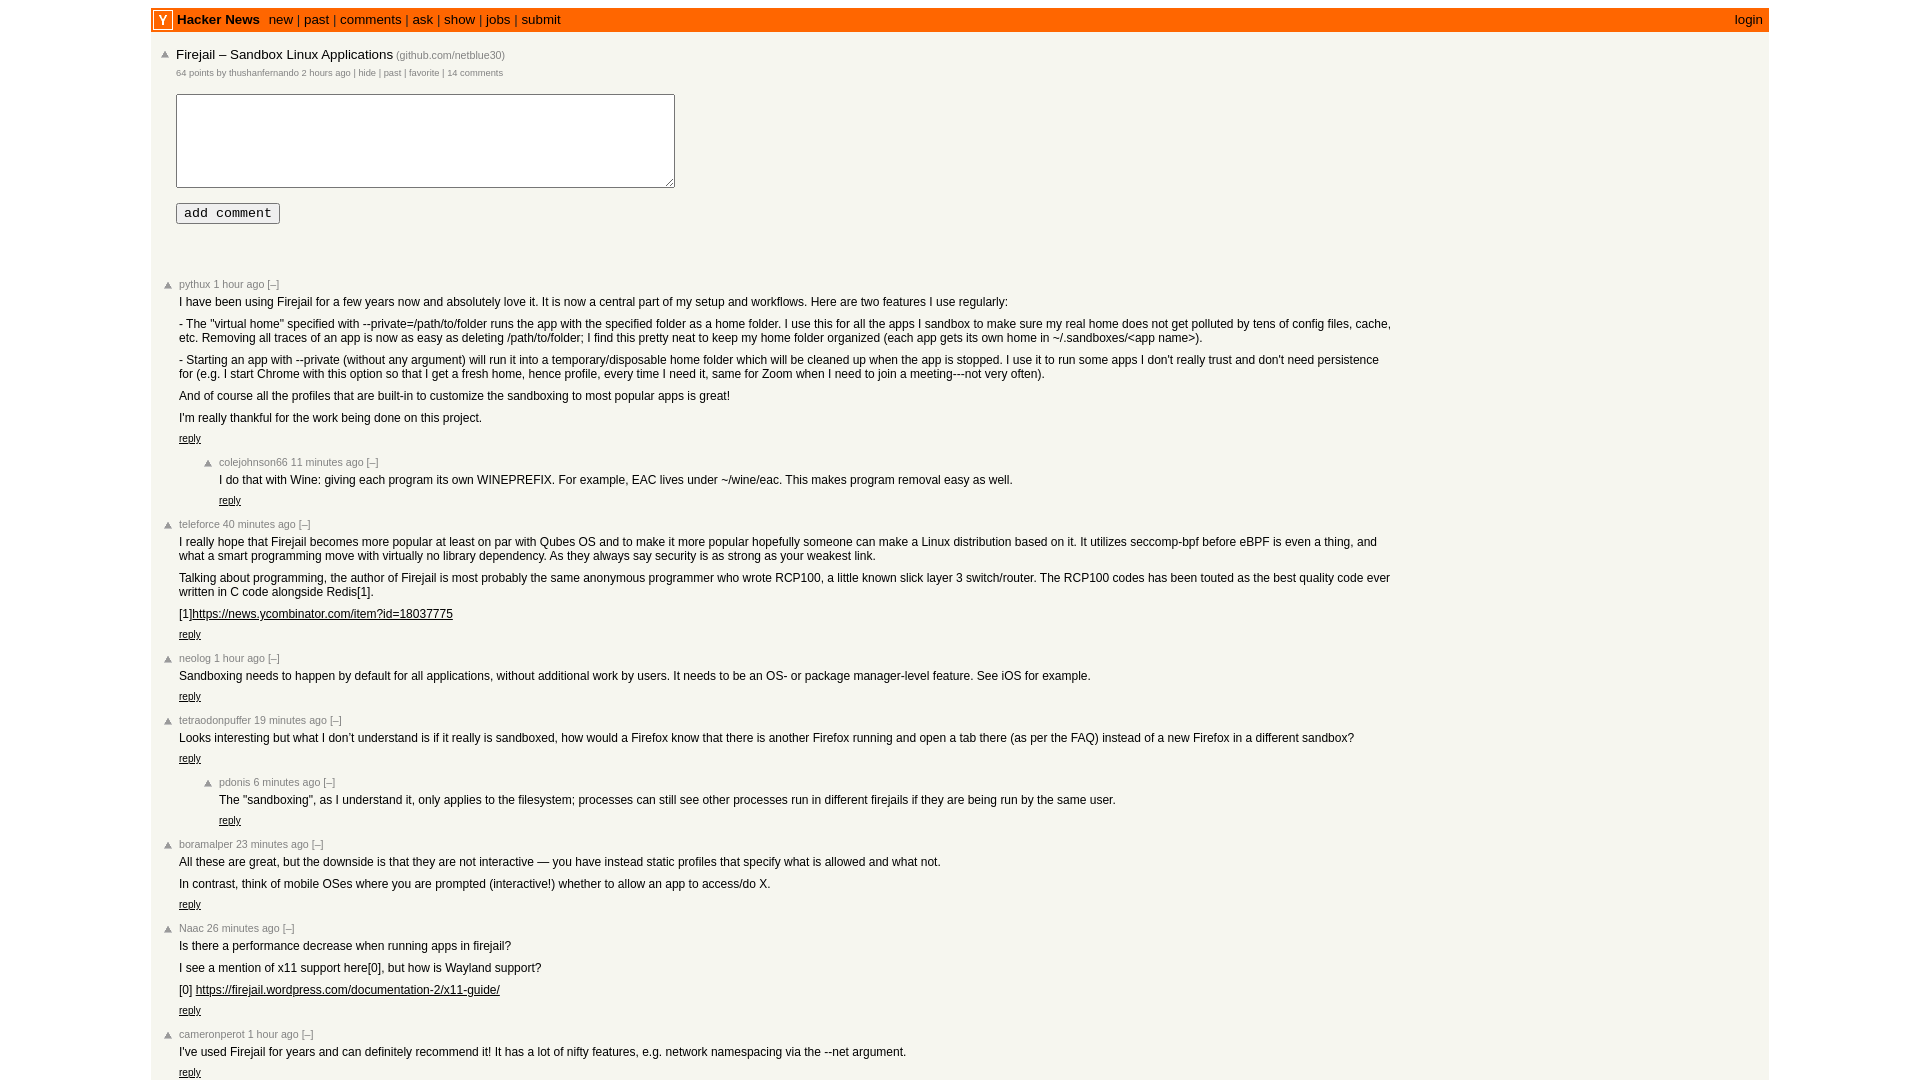 Y Hacker News new | past | comments | ask | show | jobs | submit login
Firejail – Sandbox Linux Applications (github.com/netblue30)
64 points by thushanfernando 2 hours ago | hide | past | favorite | 14 comments
add comment
pythux 1 hour ago [–]
I have been using Firejail for a few years now and absolutely love it. It is now a central part of my setup and workflows. Here are two features I use regularly:
- The "virtual home" specified with --private=/path/to/folder runs the app with the specified folder as a home folder. I use this for all the apps I sandbox to make sure my real home does not get polluted by tens of config files, cache,
etc. Removing all traces of an app is now as easy as deleting /path/to/folder; I find this pretty neat to keep my home folder organized (each app gets its own home in ~/.sandboxes/<app name>).
- Starting an app with --private (without any argument) will run it into a temporary/disposable home folder which will be cleaned up when the app is stopped. I use it to run some apps I don't really trust and don't need persistence
for (e.g. I start Chrome with this option so that I get a fresh home, hence profile, every time I need it, same for Zoom when I need to join a meeting---not very often).
And of course all the profiles that are built-in to customize the sandboxing to most popular apps is great!
I'm really thankful for the work being done on this project.
reply
colejohnson66 11 minutes ago [–]
I do that with Wine: giving each program its own WINEPREFIX. For example, EAC lives under ~/wine/eac. This makes program removal easy as well.
reply
teleforce 40 minutes ago [–]
I really hope that Firejail becomes more popular at least on par with Qubes OS and to make it more popular hopefully someone can make a Linux distribution based on it. It utilizes seccomp-bpf before eBPF is even a thing, and
what a smart programming move with virtually no library dependency. As they always say security is as strong as your weakest link.
Talking about programming, the author of Firejail is most probably the same anonymous programmer who wrote RCP100, a little known slick layer 3 switch/router. The RCP100 codes has been touted as the best quality code ever
written in C code alongside Redis[1].
[1]https://news.ycombinator.com/item?id=18037775
reply
neolog 1 hour ago [–]
Sandboxing needs to happen by default for all applications, without additional work by users. It needs to be an OS- or package manager-level feature. See iOS for example.
reply
tetraodonpuffer 19 minutes ago [–]
Looks interesting but what I don’t understand is if it really is sandboxed, how would a Firefox know that there is another Firefox running and open a tab there (as per the FAQ) instead of a new Firefox in a different sandbox?
reply
pdonis 6 minutes ago [–]
The "sandboxing", as I understand it, only applies to the filesystem; processes can still see other processes run in different firejails if they are being run by the same user.
reply
boramalper 23 minutes ago [–]
All these are great, but the downside is that they are not interactive — you have instead static profiles that specify what is allowed and what not.
In contrast, think of mobile OSes where you are prompted (interactive!) whether to allow an app to access/do X.
reply
Naac 26 minutes ago [–]
Is there a performance decrease when running apps in firejail?
I see a mention of x11 support here[0], but how is Wayland support?
[0] https://firejail.wordpress.com/documentation-2/x11-guide/
reply
cameronperot 1 hour ago [–]
I've used Firejail for years and can definitely recommend it! It has a lot of nifty features, e.g. network namespacing via the --net argument.
reply